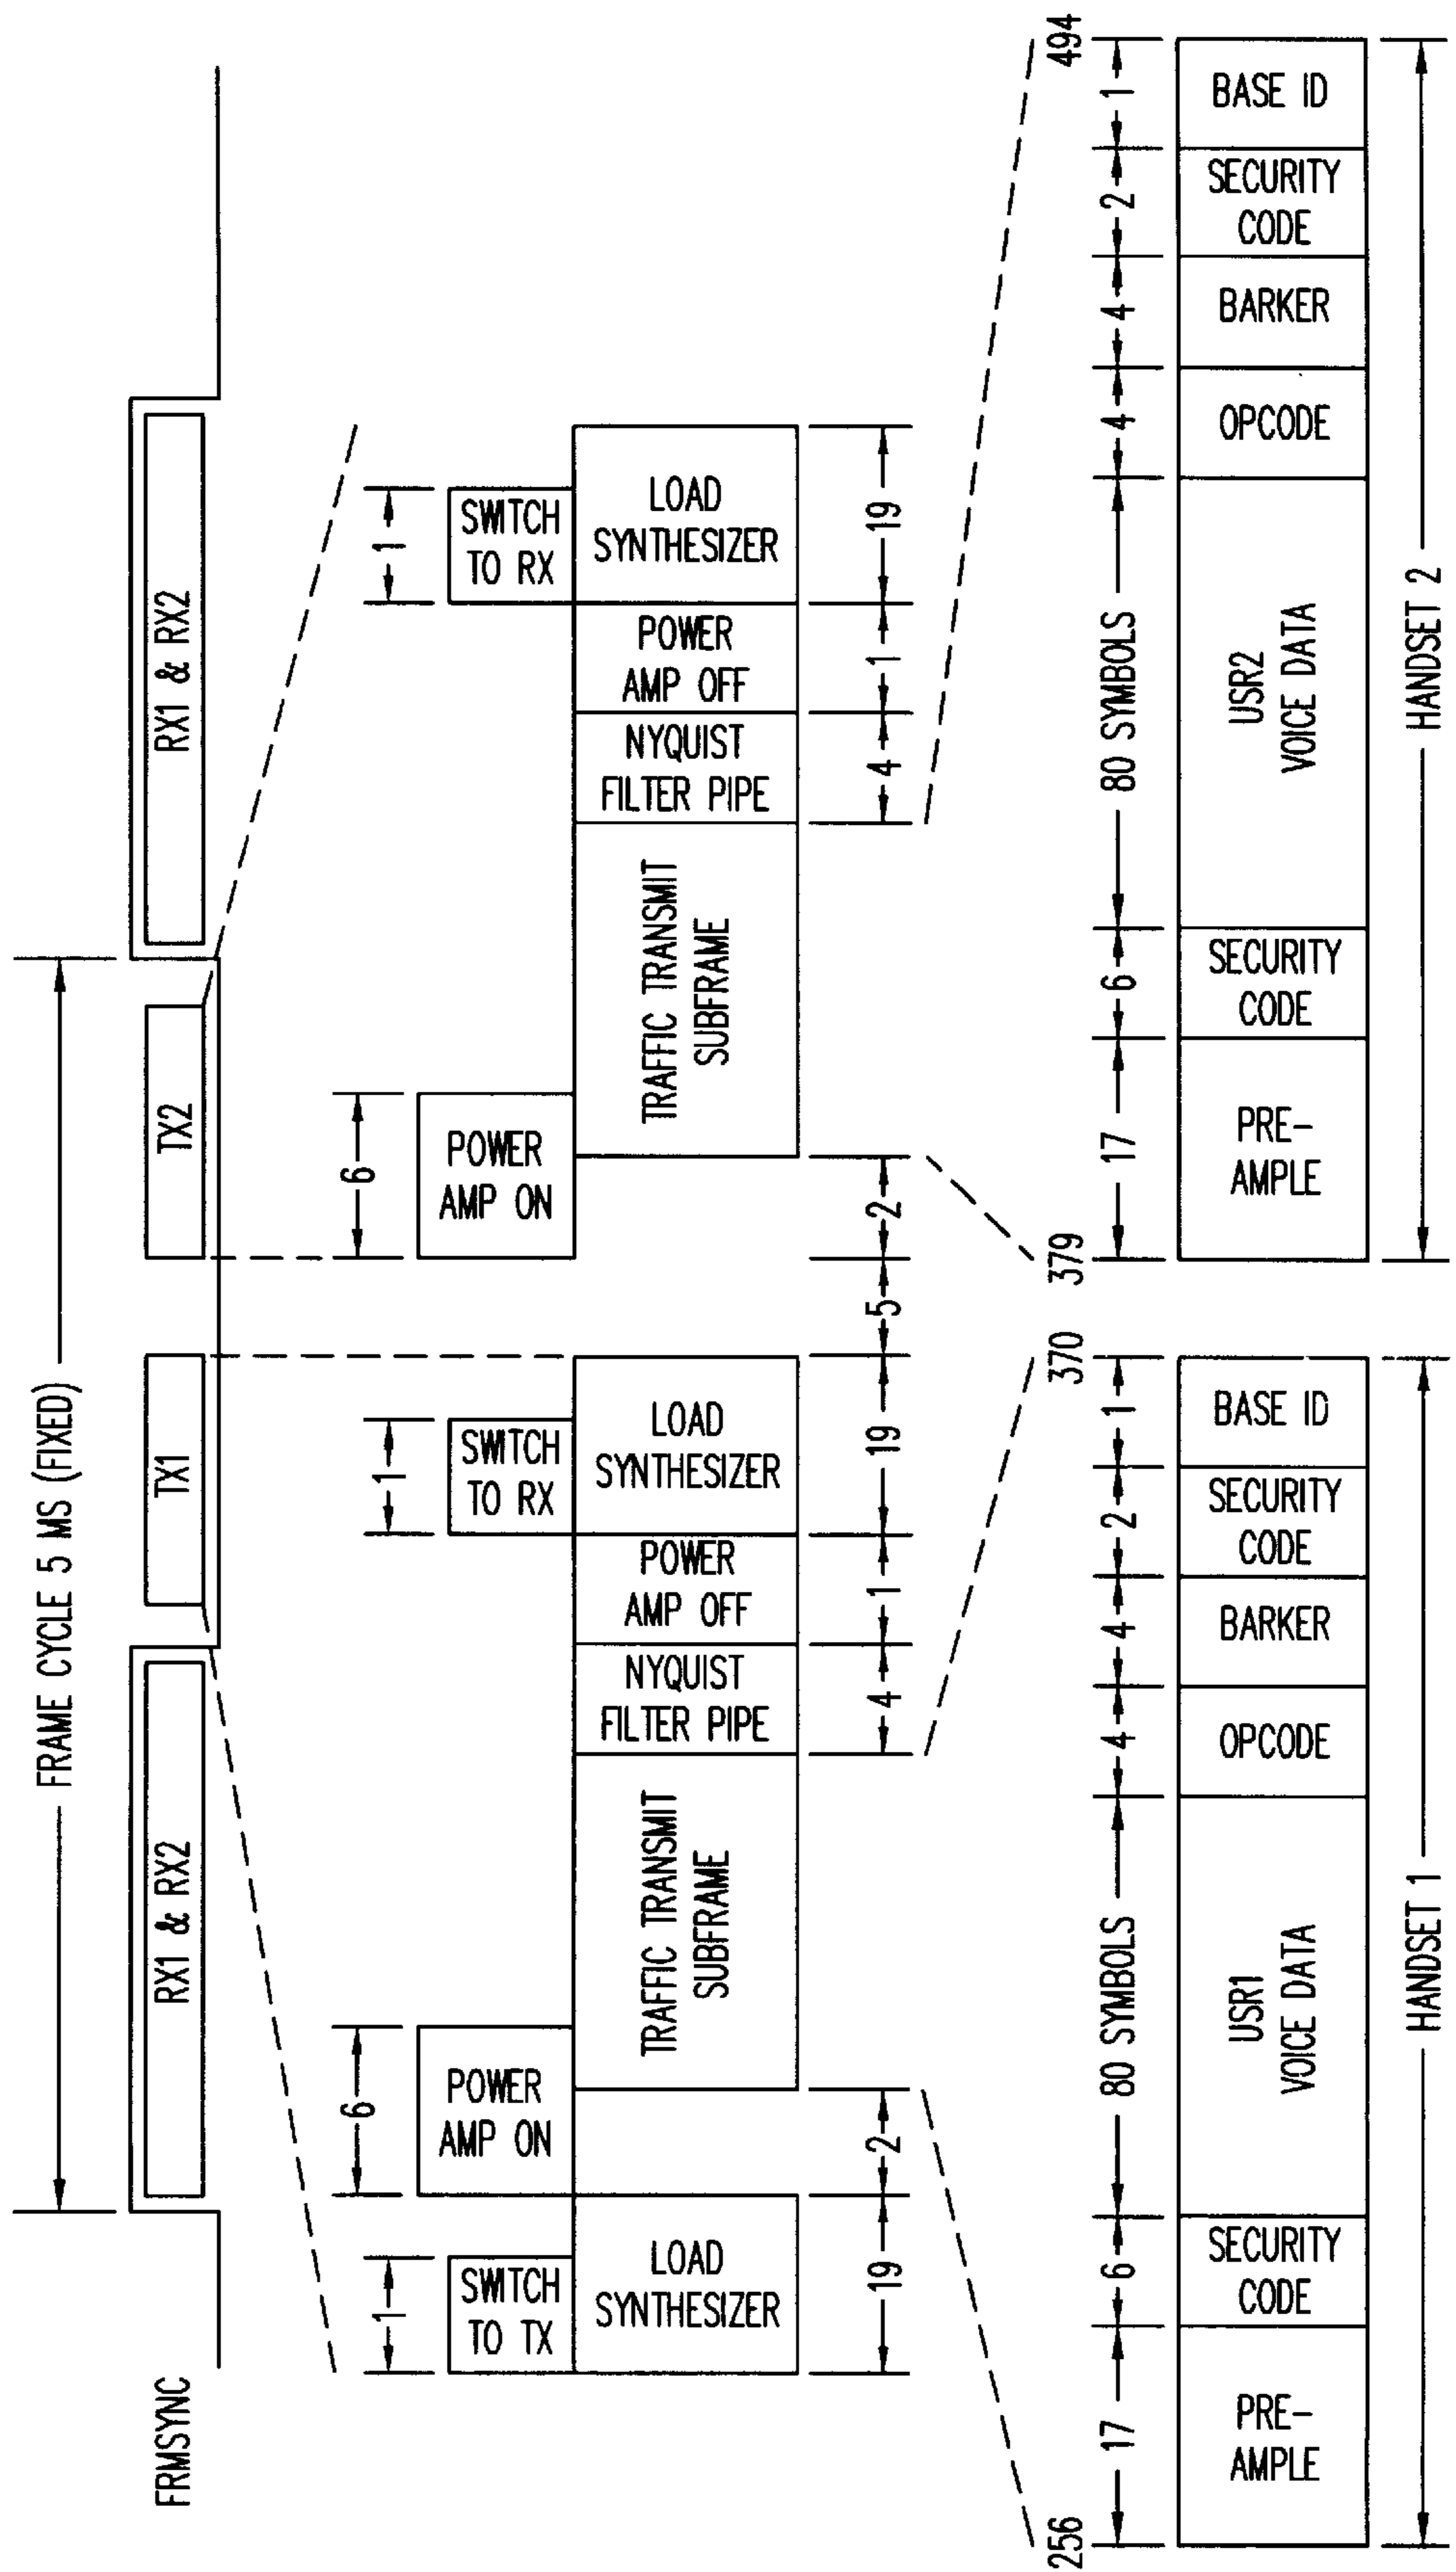 FRAME CYCLE 5 MS (FIXED)
FRMSYNC
RX1 & RX2
TX1
TX2
RX1 & RX2
1
6
1
6
1
SWITCH
TO TX
POWER
AMP ON
SWITCH
TO RX
POWER
AMP ON
SWITCH
TO RX
LOAD
SYNTHESIZER
TRAFFIC TRANSMIT
SUBFRAME
NYQUIST
FILTER PIPE
POWER
AMP OFF
LOAD
SYNTHESIZER
TRAFFIC TRANSMIT
SUBFRAME
NYQUIST
FILTER PIPE
POWER
AMP OFF
LOAD
SYNTHESIZER
19
2
4
1
19
5
2
4
1
19
256
370
379
494
17
6
80 SYMBOLS
4
4
2
1
17
6
80 SYMBOLS
4
4
2
1
PRE-
AMPLE
SECURITY
CODE
USR1
VOICE DATA
OPCODE
BARKER
SECURITY
CODE
BASE ID
PRE-
AMPLE
SECURITY
CODE
USR2
VOICE DATA
OPCODE
BARKER
SECURITY
CODE
BASE ID
HANDSET 1
HANDSET 2